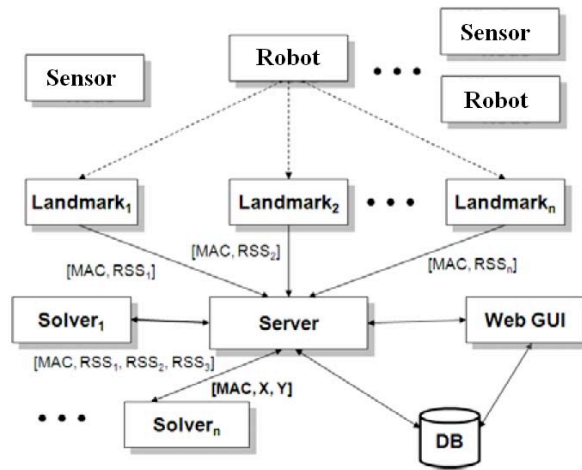 Sensor
Robot
Sensor
Robot
Landmark₁
Landmark₂
Landmarkₙ
[MAC, RSS₁]
[MAC, RSS₂]
[MAC, RSSₙ]
Solver₁
Server
Web GUI
[MAC, RSS₁, RSS₂, RSS₃]
[MAC, X, Y]
Solverₙ
DB